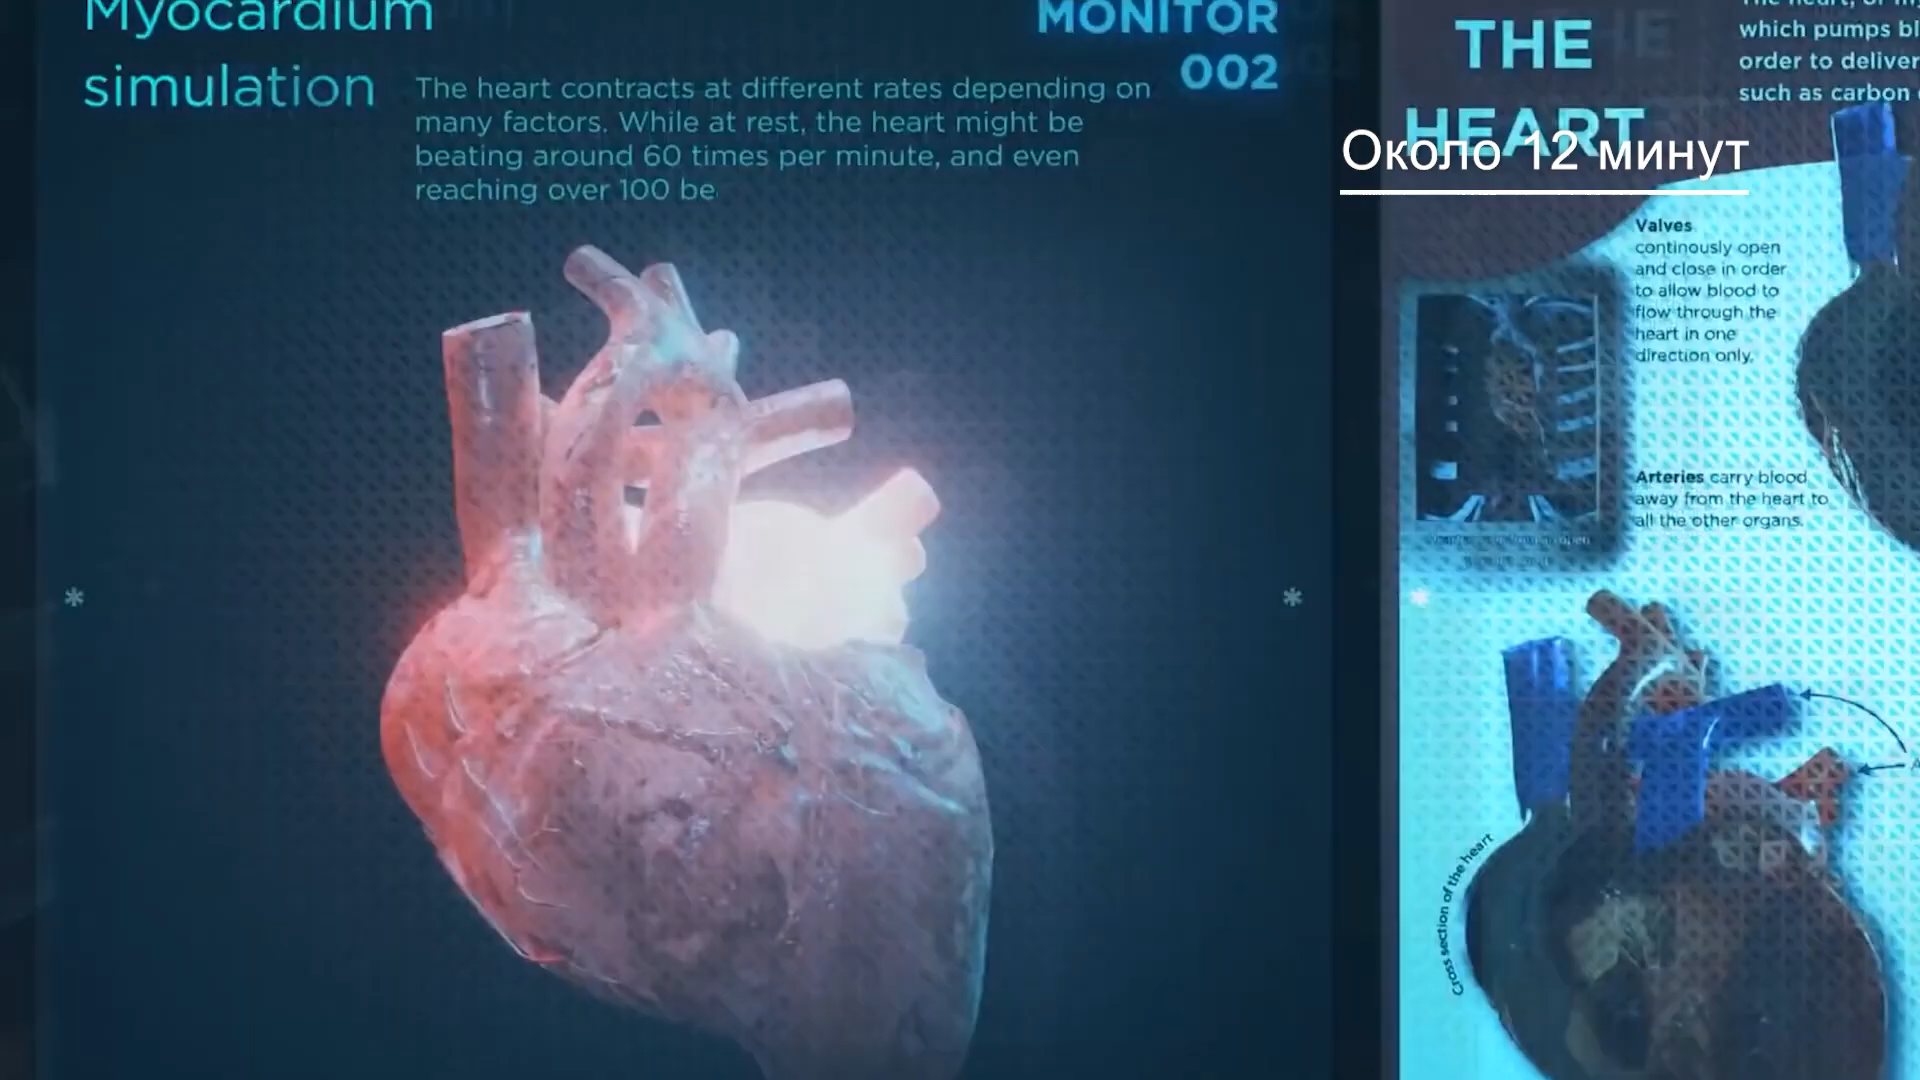 Myocardium
simulation
The heart contracts at different rates depending on
many factors. While at rest, the heart might be
beating around 60 times per minute, and even
reaching over 100 be
MONITOR
002
THE
HEART
which pumps bl
order to deliver
such as carbon
Около 12 минут
Valves
continously open
and close in order
to allow blood to
flow through the
heart in one
direction only.
Arteries carry blood
away from the heart to
all the other organs.
Cross section of the heart